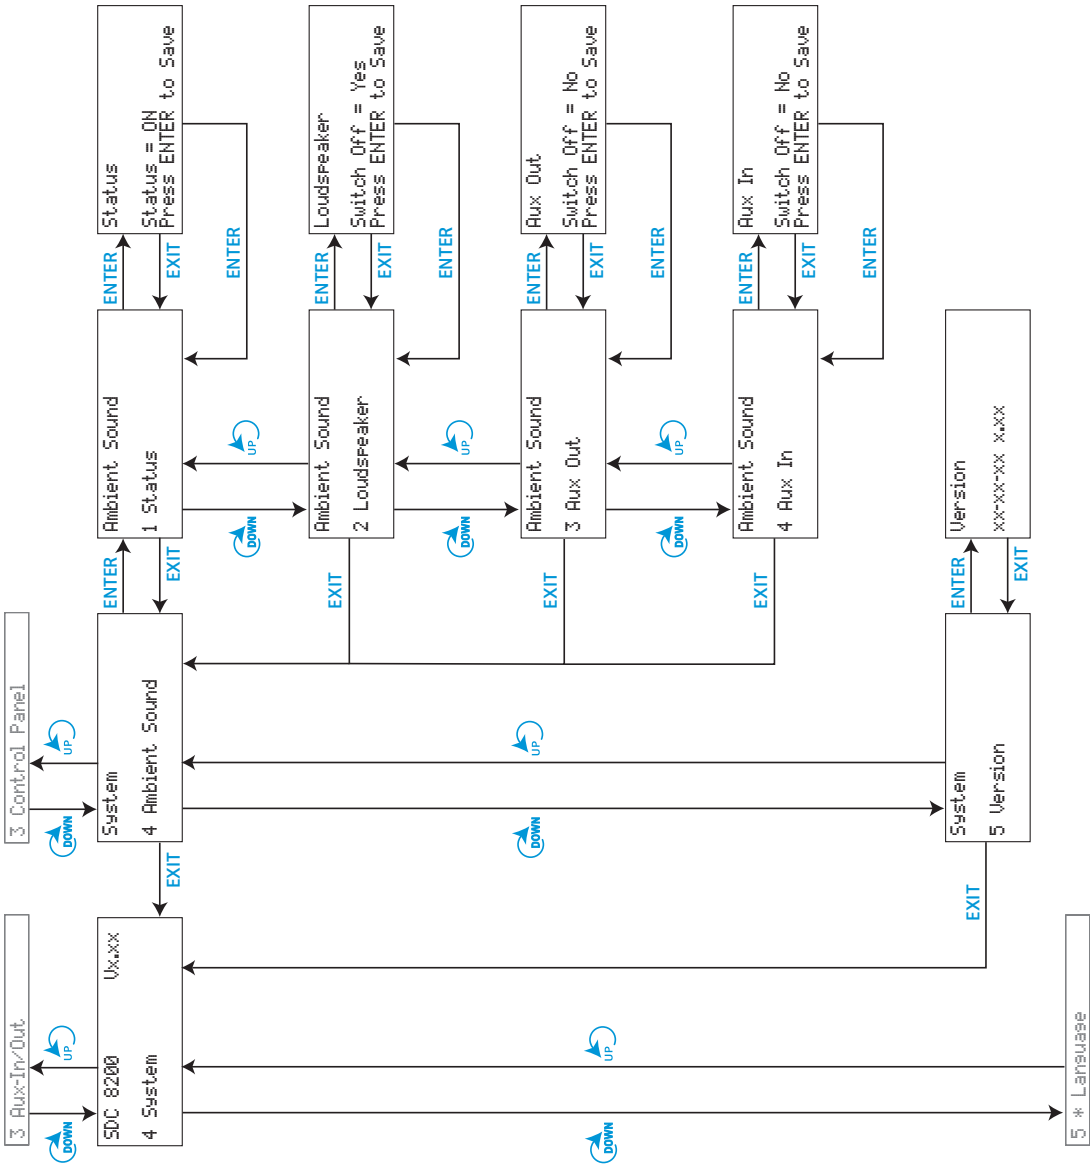 3 Aux-In/Out
3 Control Panel
DOWN
UP
DOWN
UP
SDC 8200 Vx.xx
4 System
EXIT
System
4 Ambient Sound
ENTER
EXIT
Ambient Sound
1 Status
ENTER
EXIT
Status
Status = ON
Press ENTER to Save
ENTER
DOWN
UP
Ambient Sound
2 Loudspeaker
EXIT
ENTER
EXIT
Loudspeaker
Switch Off = Yes
Press ENTER to Save
ENTER
DOWN
UP
DOWN
UP
Ambient Sound
3 Aux Out
EXIT
ENTER
EXIT
Aux Out
Switch Off = No
Press ENTER to Save
ENTER
DOWN
UP
DOWN
UP
Ambient Sound
4 Aux In
EXIT
ENTER
EXIT
Aux In
Switch Off = No
Press ENTER to Save
ENTER
EXIT
System
5 Version
ENTER
EXIT
Version
xx-xx-xx x.xx
5 * Language